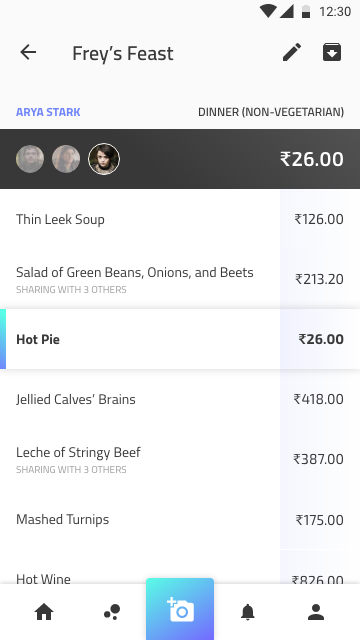 12:30
Frey’s Feast
ARYA STARK DINNER (NON-VEGETARIAN)
₹26.00
Thin Leek Soup ₹126.00
Salad of Green Beans, Onions, and Beets ₹213.20
SHARING WITH 3 OTHERS
Hot Pie ₹26.00
Jellied Calves’ Brains ₹418.00
Leche of Stringy Beef ₹387.00
SHARING WITH 3 OTHERS
Mashed Turnips ₹175.00
Hot Wine ₹826.00